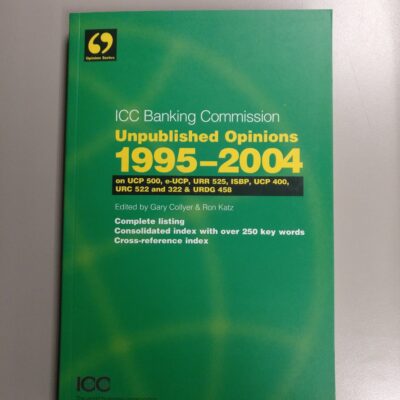 Opinion Series
ICC Banking Commission
Unpublished Opinions
1995–2004
on UCP 500, e-UCP, URR 525, ISBP, UCP 400,
URC 522 and 322 & URDG 458
Edited by Gary Collyer & Ron Katz
Complete listing
Consolidated index with over 250 key words
Cross-reference index
icc